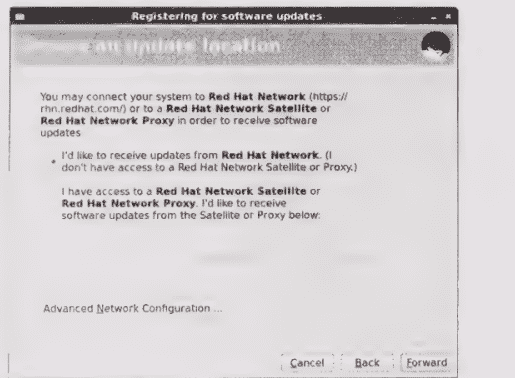 Registering for software updates
an update location
You may connect your system to Red Hat Network (https://
rhn.redhat.com/) or to a Red Hat Network Satellite or
Red Hat Network Proxy in order to receive software
updates
I'd like to receive updates from Red Hat Network. (I
don't have access to a Red Hat Network Satellite or Proxy.)
I have access to a Red Hat Network Satellite or
Red Hat Network Proxy. I'd like to receive
software updates from the Satellite or Proxy below:
Advanced Network Configuration ...
Cancel Back Forward